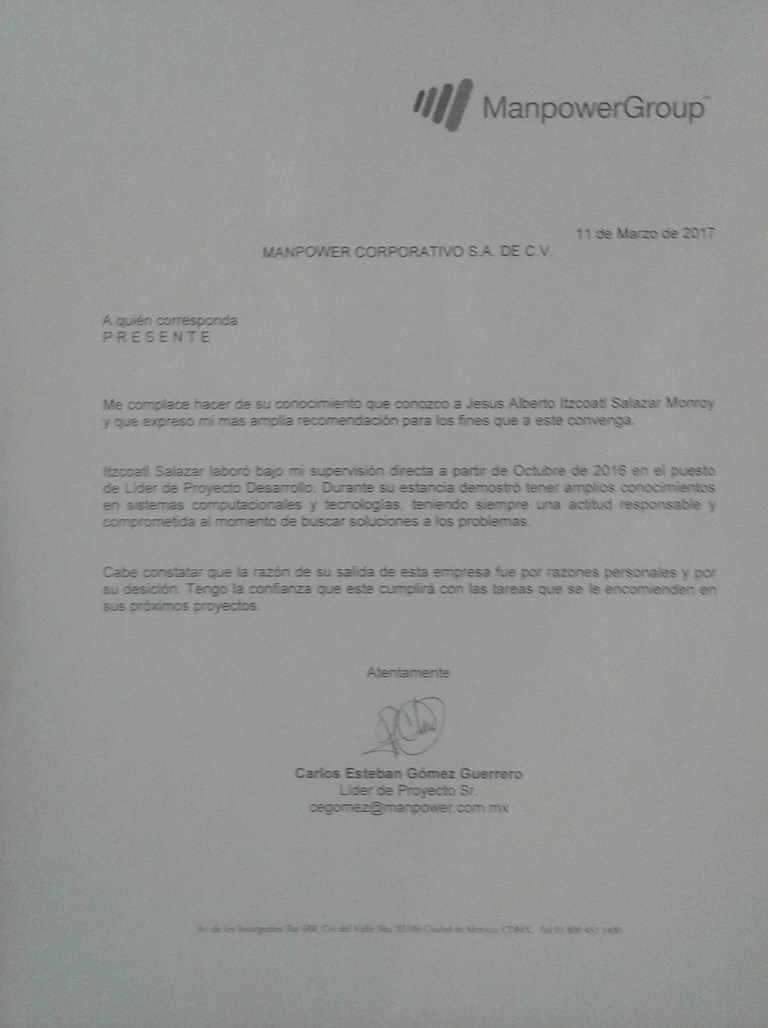 ManpowerGroup™
11 de Marzo de 2017
MANPOWER CORPORATIVO S.A. DE C.V.
A quién corresponda
P R E S E N T E
Me complace hacer de su conocimiento que conozco a Jesus Alberto Itzcoatl Salazar Monroy
y que expreso mi mas amplia recomendación para los fines que a este convenga.
Itzcoatl Salazar laboró bajo mi supervisión directa a partir de Octubre de 2016 en el puesto
de Líder de Proyecto Desarrollo. Durante su estancia demostró tener amplios conocimientos
en sistemas computacionales y tecnologías, teniendo siempre una actitud responsable y
comprometida al momento de buscar soluciones a los problemas.
Cabe constatar que la razón de su salida de esta empresa fue por razones personales y por
su desición. Tengo la confianza que este cumplirá con las tareas que se le encomienden en
sus próximos proyectos.
Atentamente
Carlos Esteban Gómez Guerrero
Líder de Proyecto Sr.
cegomez@manpower.com.mx
Av de los Insurgentes Sur 688, Col del Valle Nte, 03100 Ciudad de México, CDMX, Tel 01 800 451 1400